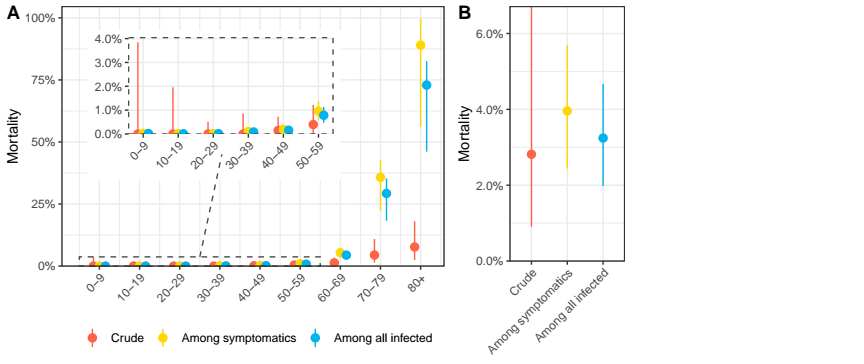 A
B
100%
75%
50%
25%
0%
Mortality
4.0%
3.0%
2.0%
1.0%
0.0%
0−9
10−19
20−29
30−39
40−49
50−59
0−9
10−19
20−29
30−39
40−49
50−59
60−69
70−79
80+
Crude
Among symptomatics
Among all infected
6.0%
4.0%
2.0%
0.0%
Mortality
Crude
Among symptomatics
Among all infected